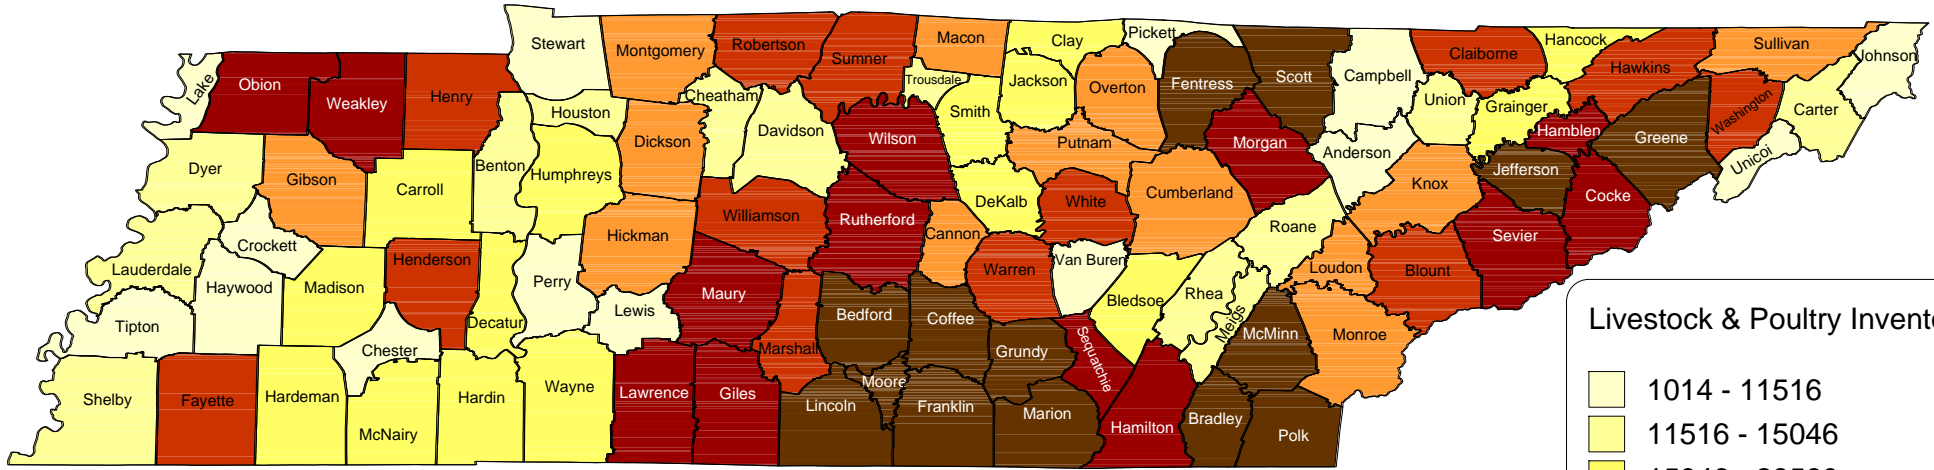 Stewart
Montgomery
Robertson
Sumner
Macon
Clay
Pickett
Fentress
Scott
Campbell
Claiborne
Hancock
Hawkins
Sullivan
Johnson
Lake
Obion
Weakley
Henry
Houston
Cheatham
Trousdale
Jackson
Overton
Union
Grainger
Washington
Carter
Dyer
Gibson
Carroll
Benton
Humphreys
Dickson
Davidson
Wilson
Smith
Putnam
Morgan
Anderson
Knox
Hamblen
Jefferson
Greene
Cocke
Unicoi
Lauderdale
Crockett
Haywood
Madison
Henderson
Decatur
Perry
Hickman
Lewis
Williamson
Maury
Rutherford
Cannon
DeKalb
White
Warren
Van Buren
Cumberland
Bledsoe
Rhea
Meigs
Roane
Loudon
Blount
Sevier
Tipton
Chester
Marshall
Bedford
Coffee
Grundy
Sequatchie
McMinn
Monroe
Shelby
Fayette
Hardeman
McNairy
Hardin
Wayne
Lawrence
Giles
Lincoln
Moore
Franklin
Marion
Hamilton
Bradley
Polk
Livestock & Poultry Invent
1014 - 11516
11516 - 15046